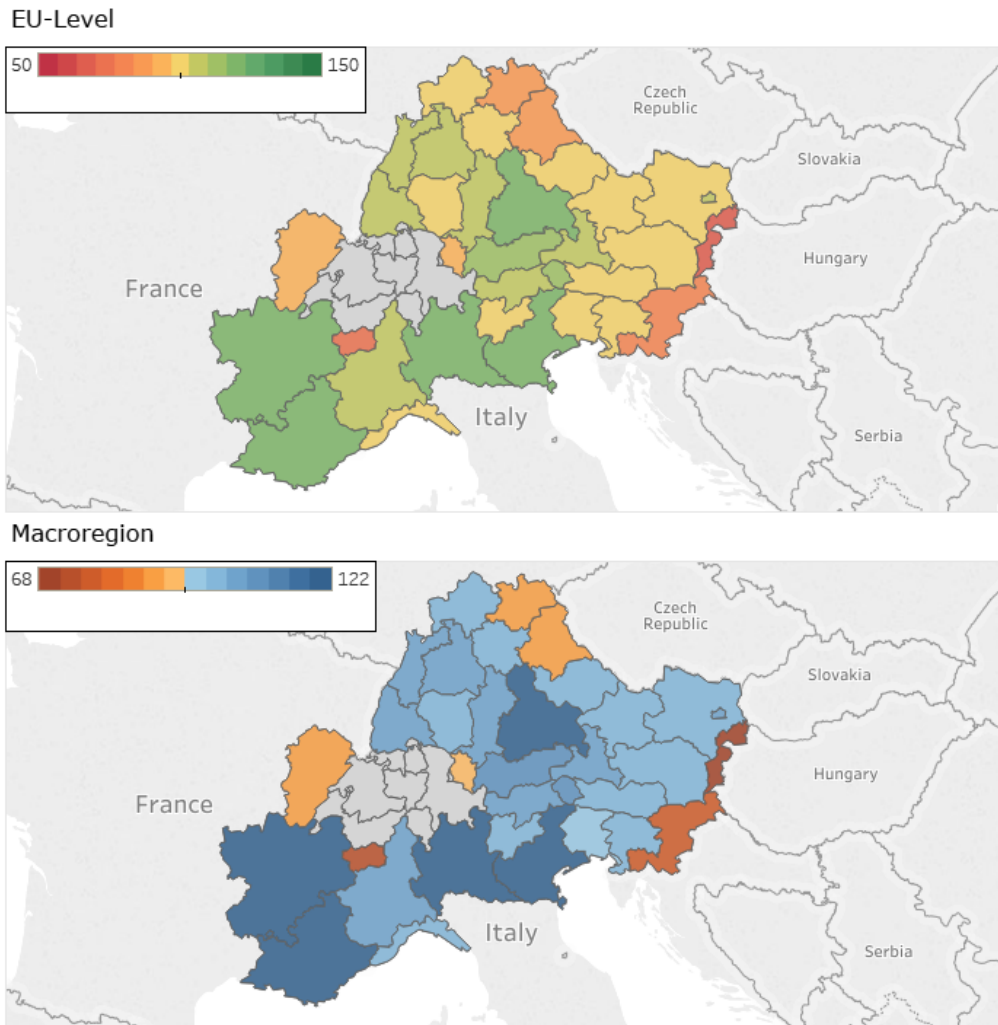 EU-Level
50 150
Czech
Republic
Slovakia
Hungary
France
Italy
Serbia
Macroregion
68 122
Czech
Republic
Slovakia
Hungary
France
Italy
Serbia